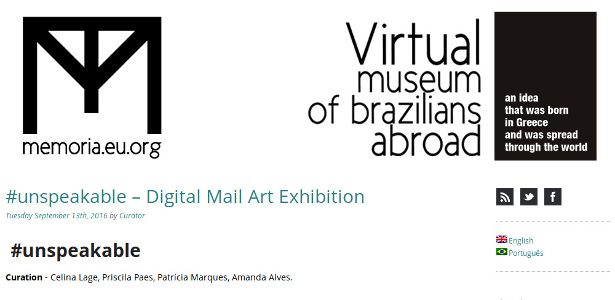 memoria.eu.org
Virtual
museum
of brazilians
abroad
an idea
that was born
in Greece
and was spread
through the world
#unspeakable – Digital Mail Art Exhibition
Tuesday September 13th, 2016 by Curator
#unspeakable
Curation - Celina Lage, Priscila Paes, Patrícia Marques, Amanda Alves.
English
Português